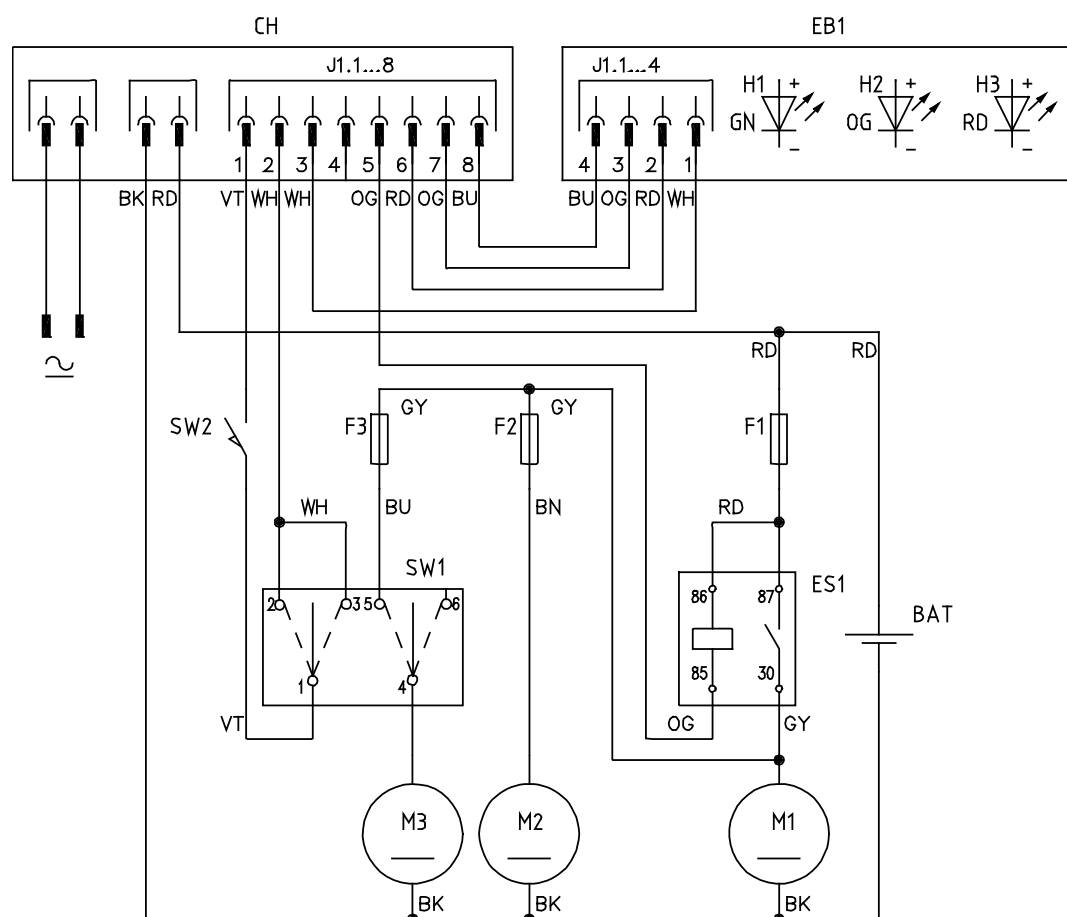 CH EB1
J1.1...8 J1.1...4
H1 + H2 + H3 +
GN OG RD
- - -
1 2 3 4 5 6 7 8 4 3 2 1
BK RD VT WH WH OG RD OG BU BU OG RD WH
RD RD
GY GY
SW2 F3 F2 F1
WH BU BN RD
SW1 ES1
2 3 5 6 86 87
BAT
1 4 85 30
VT OG GY
M3 M2 M1
BK BK BK